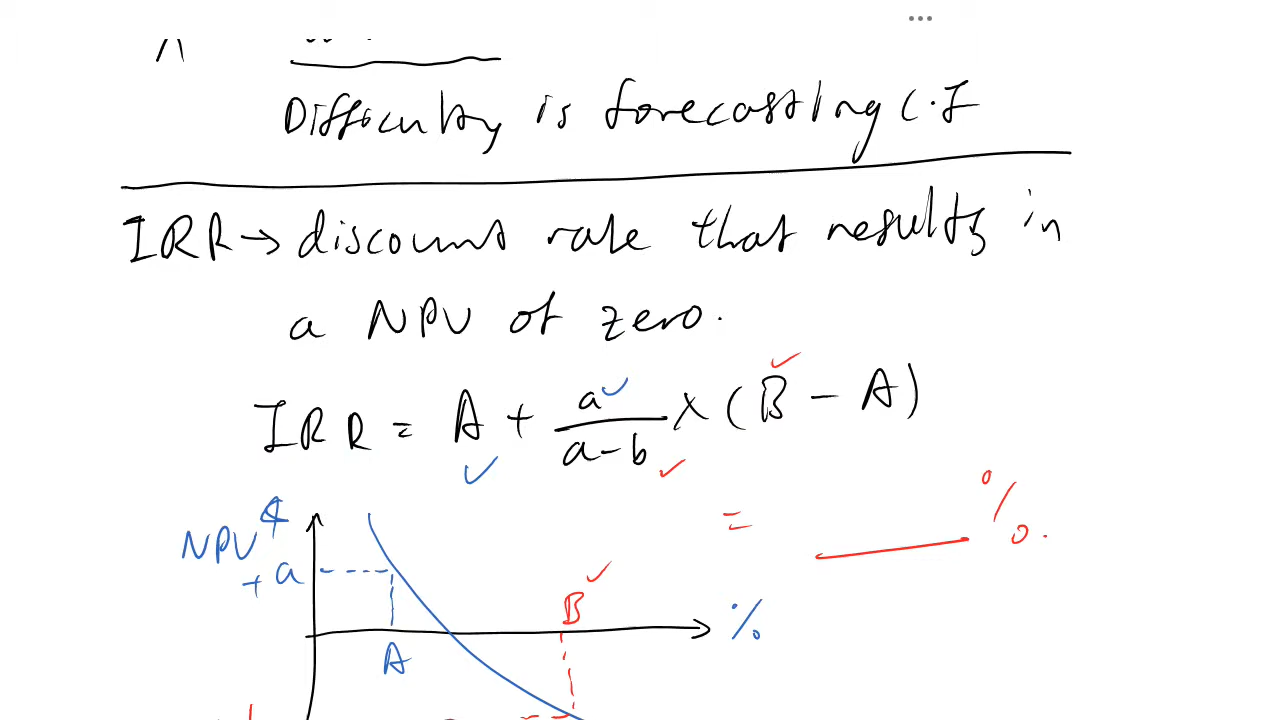 Difficulty is forecasting C.F
IRR → discount rate that results in
a NPV of zero.
IRR = A + a/(a-b) × (B - A)
= %.
NPV $
+ a
B
%
A